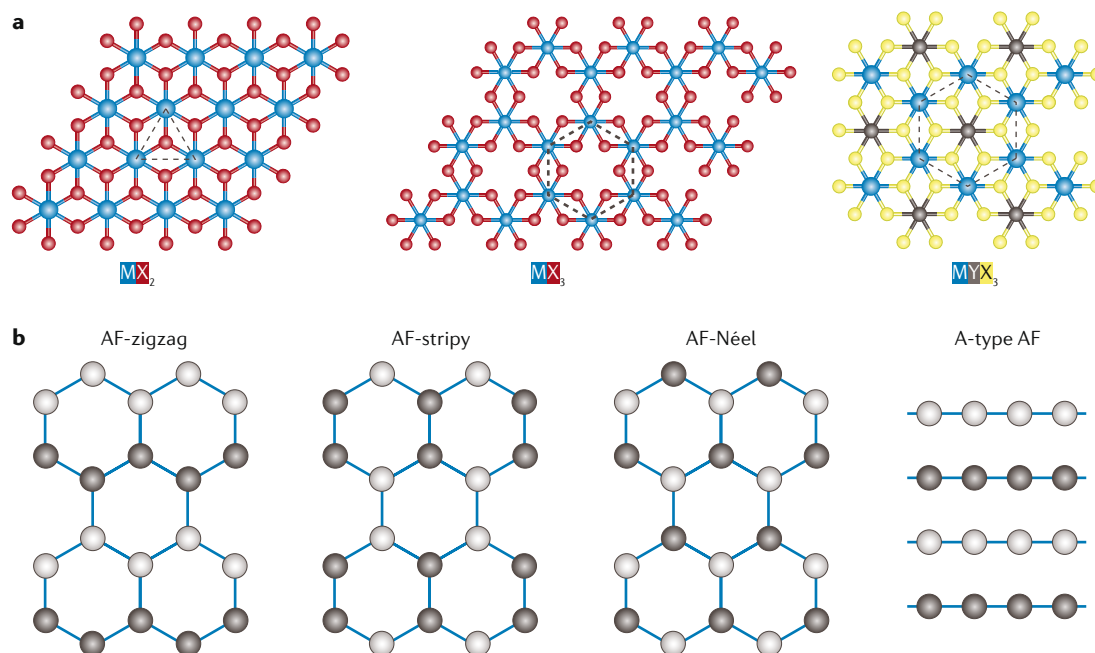 a
MX₂
MX₃
MYX₃
b
AF-zigzag
AF-stripy
AF-Néel
A-type AF